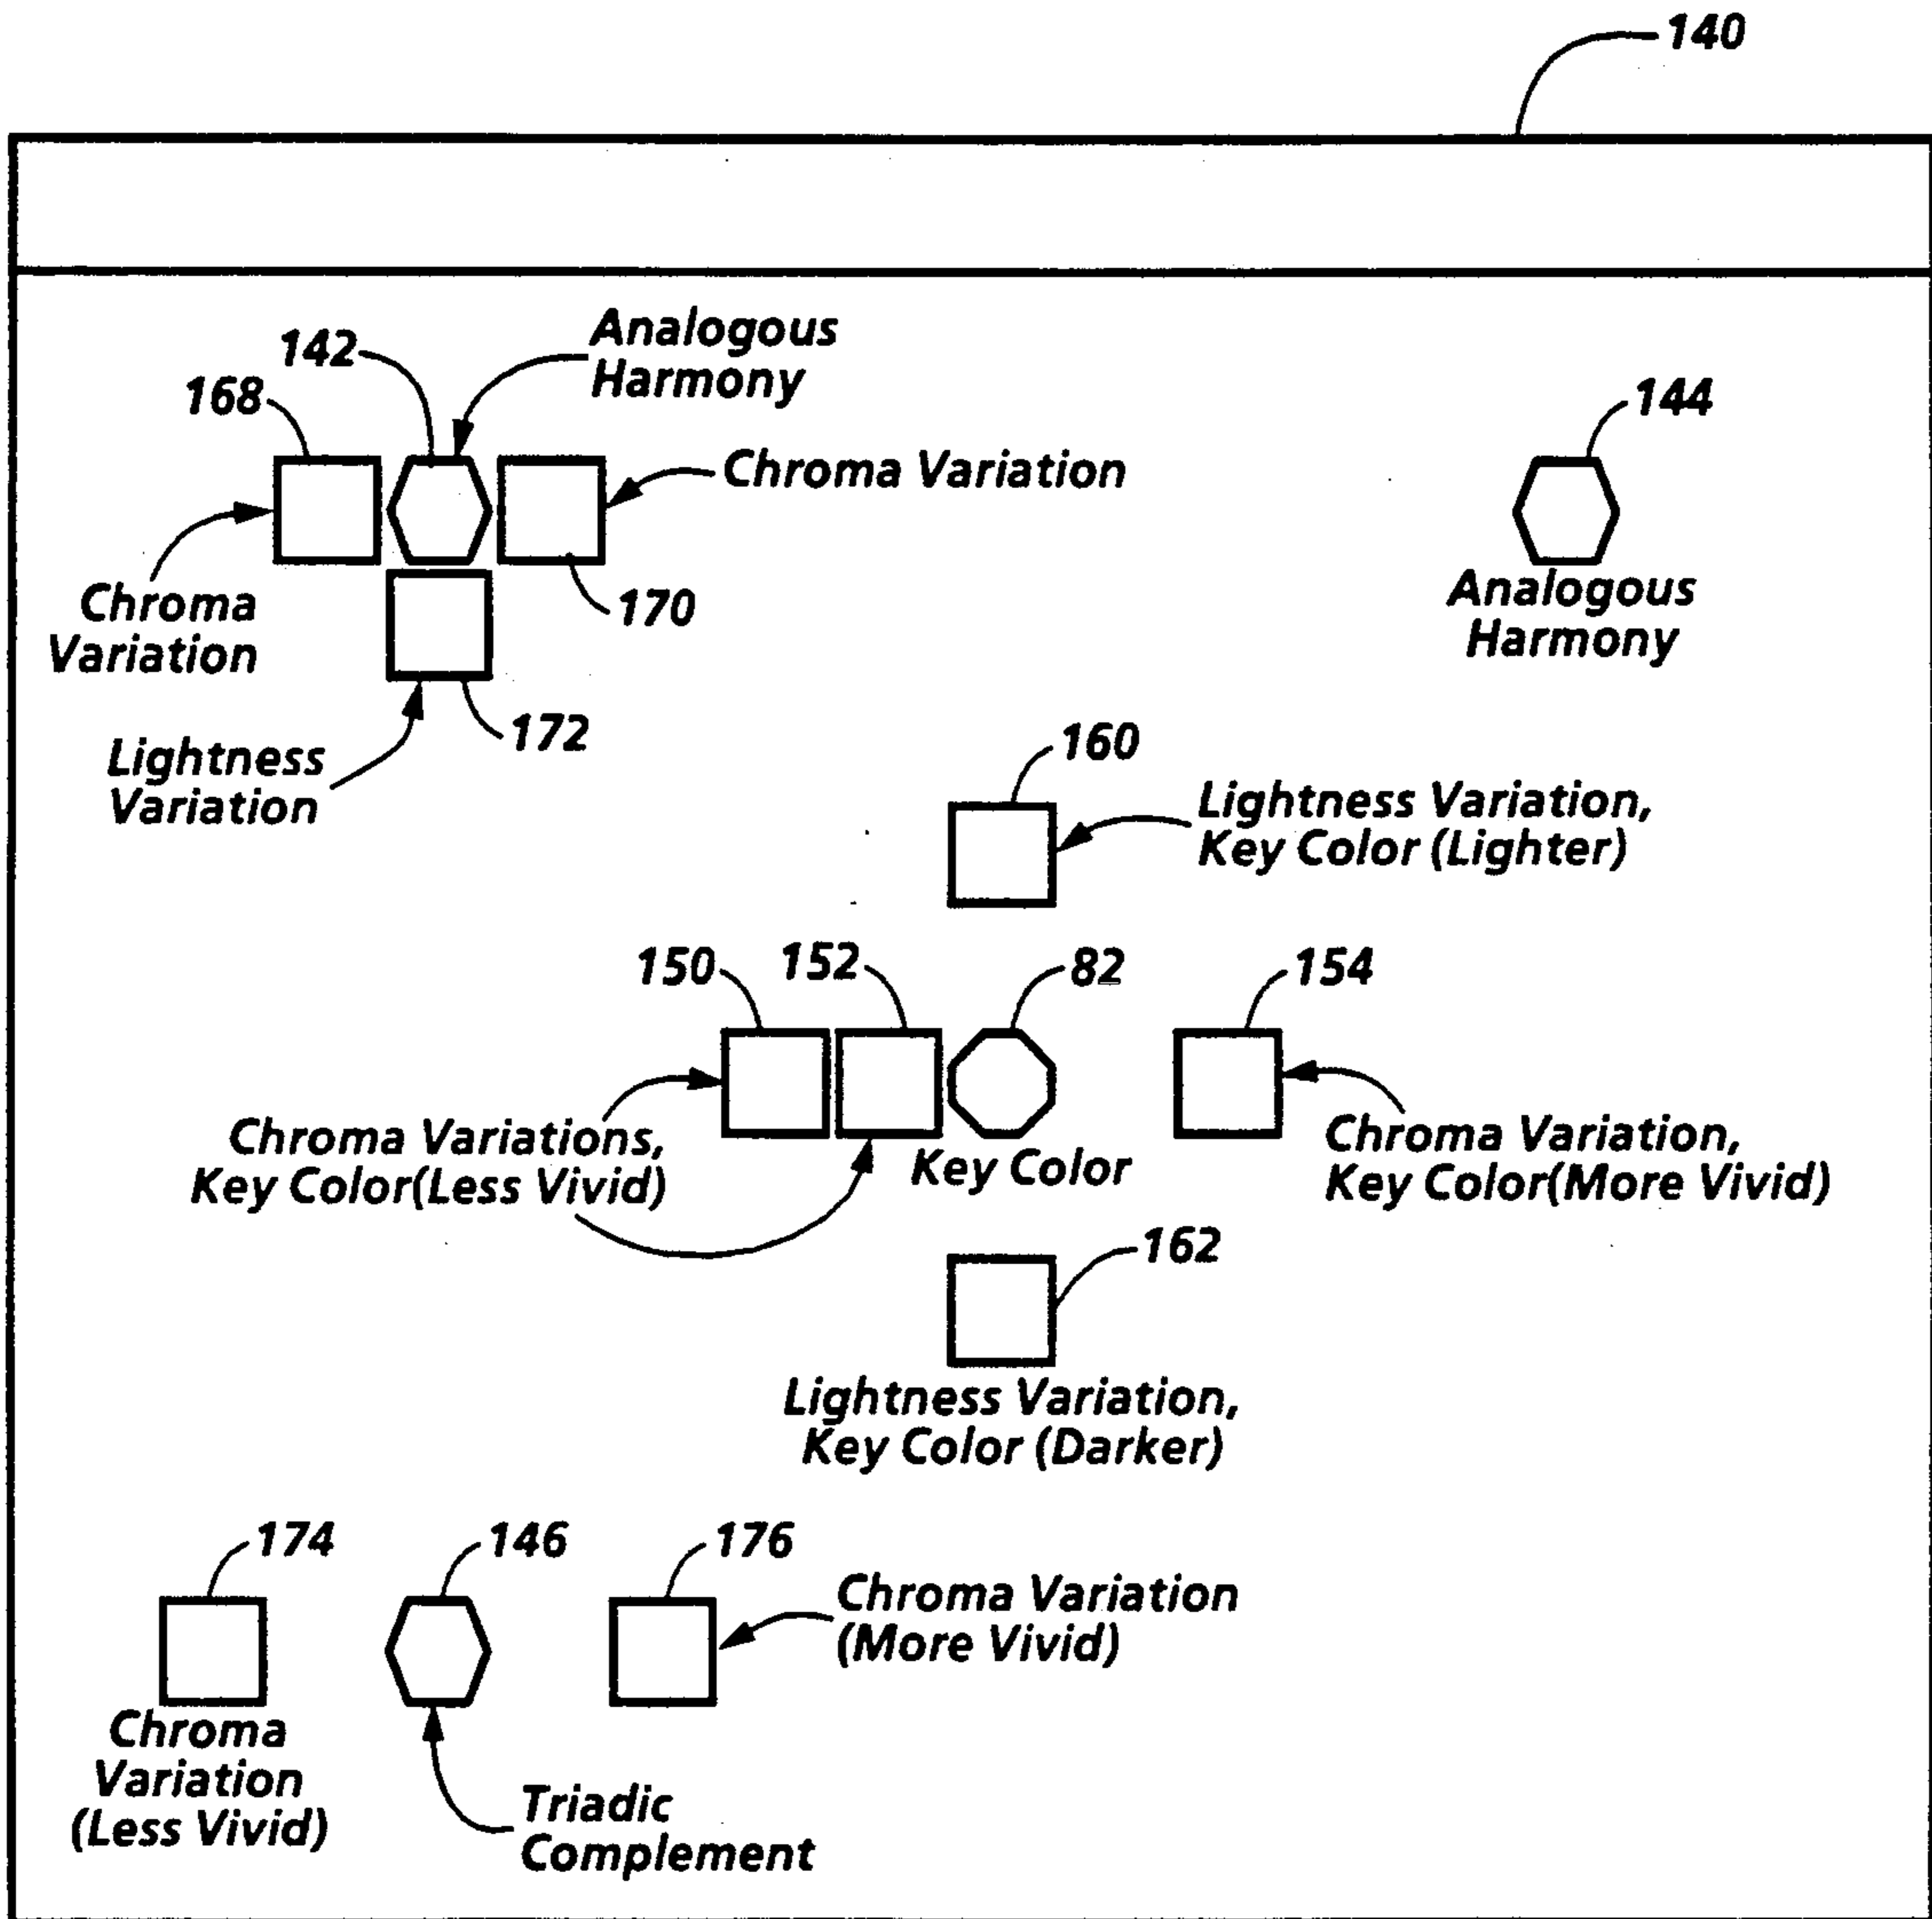 140
Analogous
Harmony
142
168
144
Chroma Variation
Chroma
Variation
170
Analogous
Harmony
172
Lightness
Variation
160
Lightness Variation,
Key Color (Lighter)
150
152
82
154
Chroma Variations,
Key Color(Less Vivid)
Key Color
Chroma Variation,
Key Color(More Vivid)
162
Lightness Variation,
Key Color (Darker)
174
146
176
Chroma Variation
(More Vivid)
Chroma
Variation
(Less Vivid)
Triadic
Complement